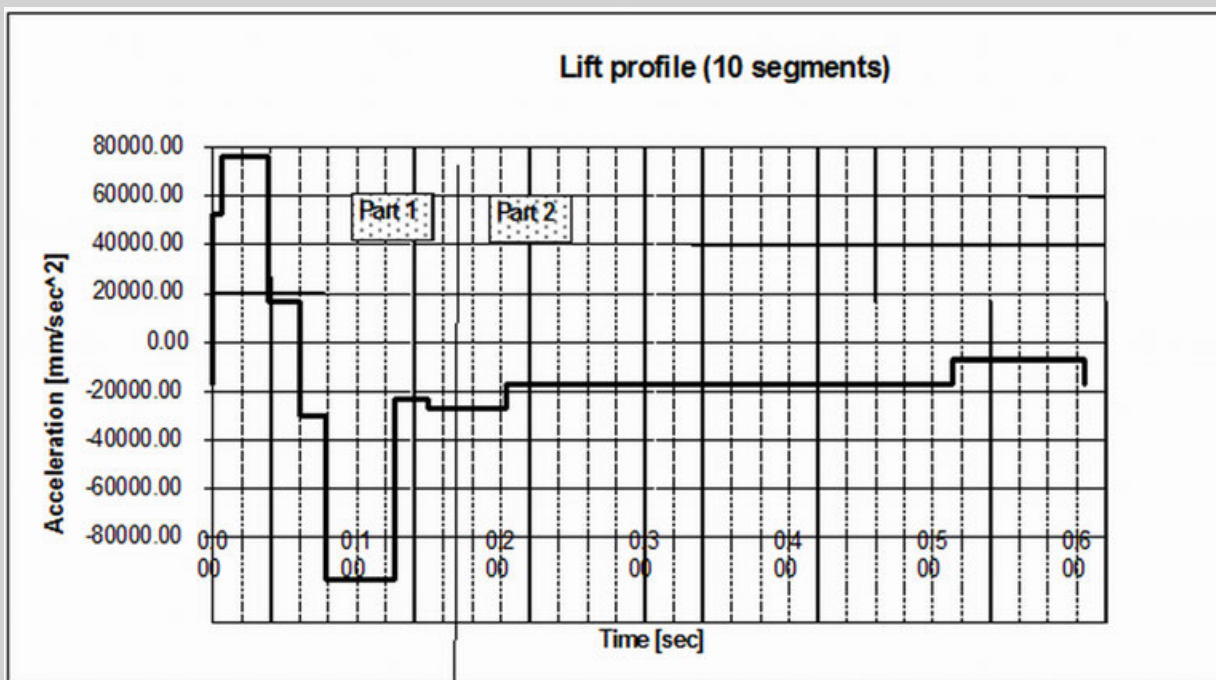 Lift profile (10 segments)
80000.00
60000.00
40000.00
20000.00
0.00
-20000.00
-40000.00
-60000.00
-80000.00
Acceleration [mm/sec^2]
Part 1
Part 2
0.0 0.1 0.2 0.3 0.4 0.5 0.6
00 00 00 00 00 00 00
Time [sec]